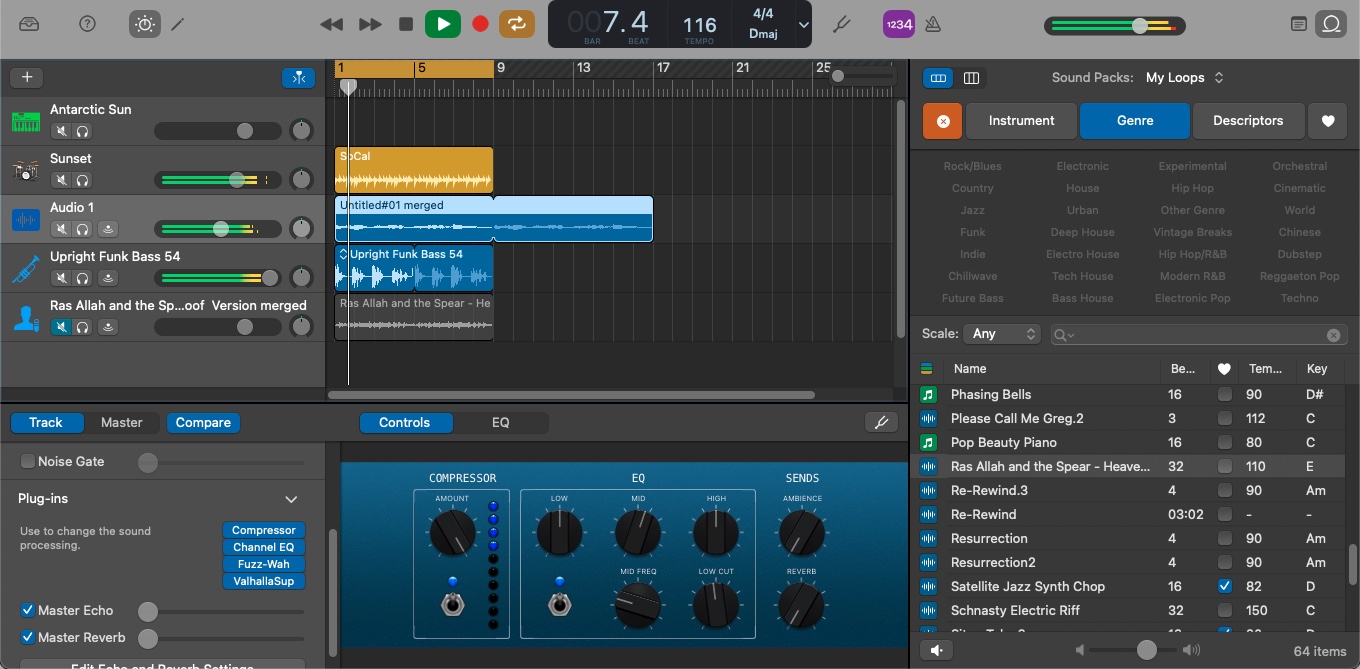 007.4
BAR BEAT
116
TEMPO
4/4
Dmaj
1234
1 5 9 13 17 21 25
Antarctic Sun
Sunset
Audio 1
Upright Funk Bass 54
Ras Allah and the Sp...oof Version merged
SoCal
Untitled#01 merged
Upright Funk Bass 54
Ras Allah and the Spear - He
Track Master Compare
Controls EQ
Noise Gate
Plug-ins
Use to change the sound
processing.
Compressor
Channel EQ
Fuzz-Wah
ValhallaSup
Master Echo
Master Reverb
Edit Echo and Reverb Settings
COMPRESSOR EQ SENDS
AMOUNT LOW MID HIGH AMBIENCE
MID FREQ LOW CUT REVERB
Sound Packs: My Loops
Instrument Genre Descriptors
Rock/Blues Electronic Experimental Orchestral
Country House Hip Hop Cinematic
Jazz Urban Other Genre World
Funk Deep House Vintage Breaks Chinese
Indie Electro House Hip Hop/R&B Dubstep
Chillwave Tech House Modern R&B Reggaeton Pop
Future Bass Bass House Electronic Pop Techno
Scale: Any
Name Be... Tem... Key
Phasing Bells 16 90 D#
Please Call Me Greg.2 3 112 C
Pop Beauty Piano 16 80 C
Ras Allah and the Spear - Heave... 32 110 E
Re-Rewind.3 4 90 Am
Re-Rewind 03:02 - -
Resurrection 4 90 Am
Resurrection2 4 90 Am
Satellite Jazz Synth Chop 16 82 D
Schnasty Electric Riff 32 150 C
64 items